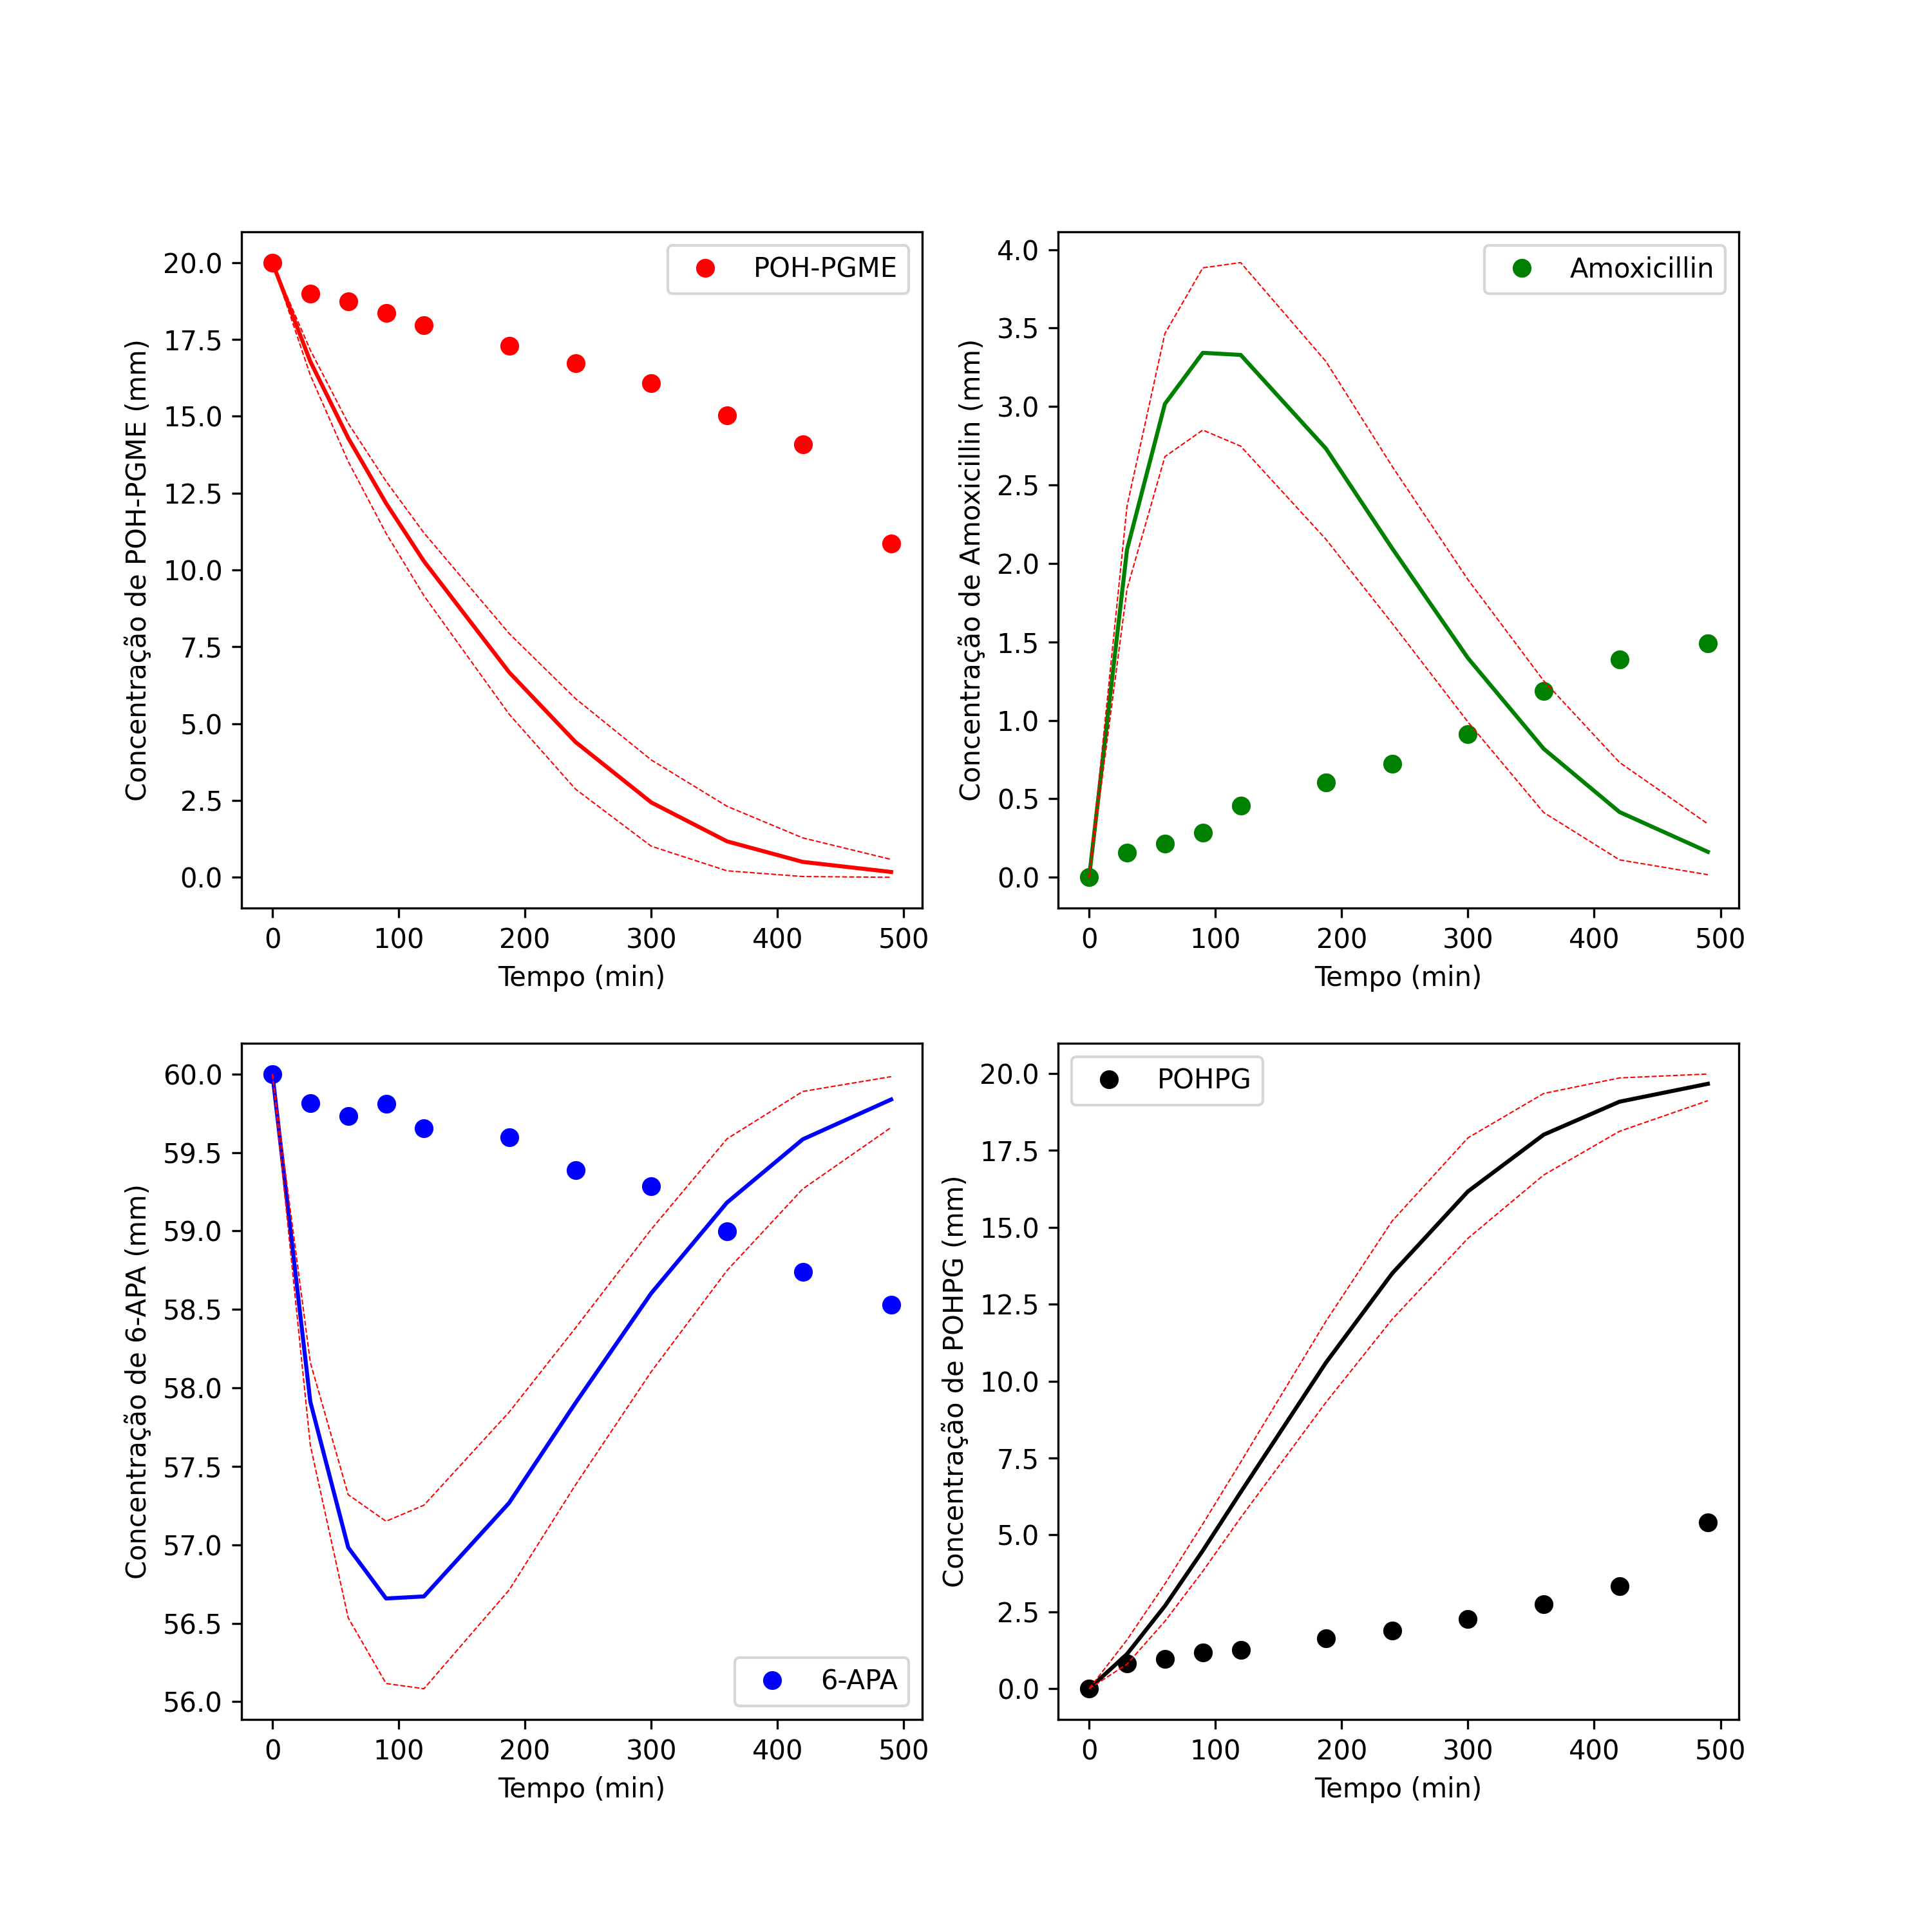 POH-PGME
Concentração de POH-PGME (mm)
20.0
17.5
15.0
12.5
10.0
7.5
5.0
2.5
0.0
0 100 200 300 400 500
Tempo (min)
Amoxicillin
Concentração de Amoxicillin (mm)
4.0
3.5
3.0
2.5
2.0
1.5
1.0
0.5
0.0
0 100 200 300 400 500
Tempo (min)
Concentração de 6-APA (mm)
60.0
59.5
59.0
58.5
58.0
57.5
57.0
56.5
56.0
6-APA
0 100 200 300 400 500
Tempo (min)
POHPG
Concentração de POHPG (mm)
20.0
17.5
15.0
12.5
10.0
7.5
5.0
2.5
0.0
0 100 200 300 400 500
Tempo (min)